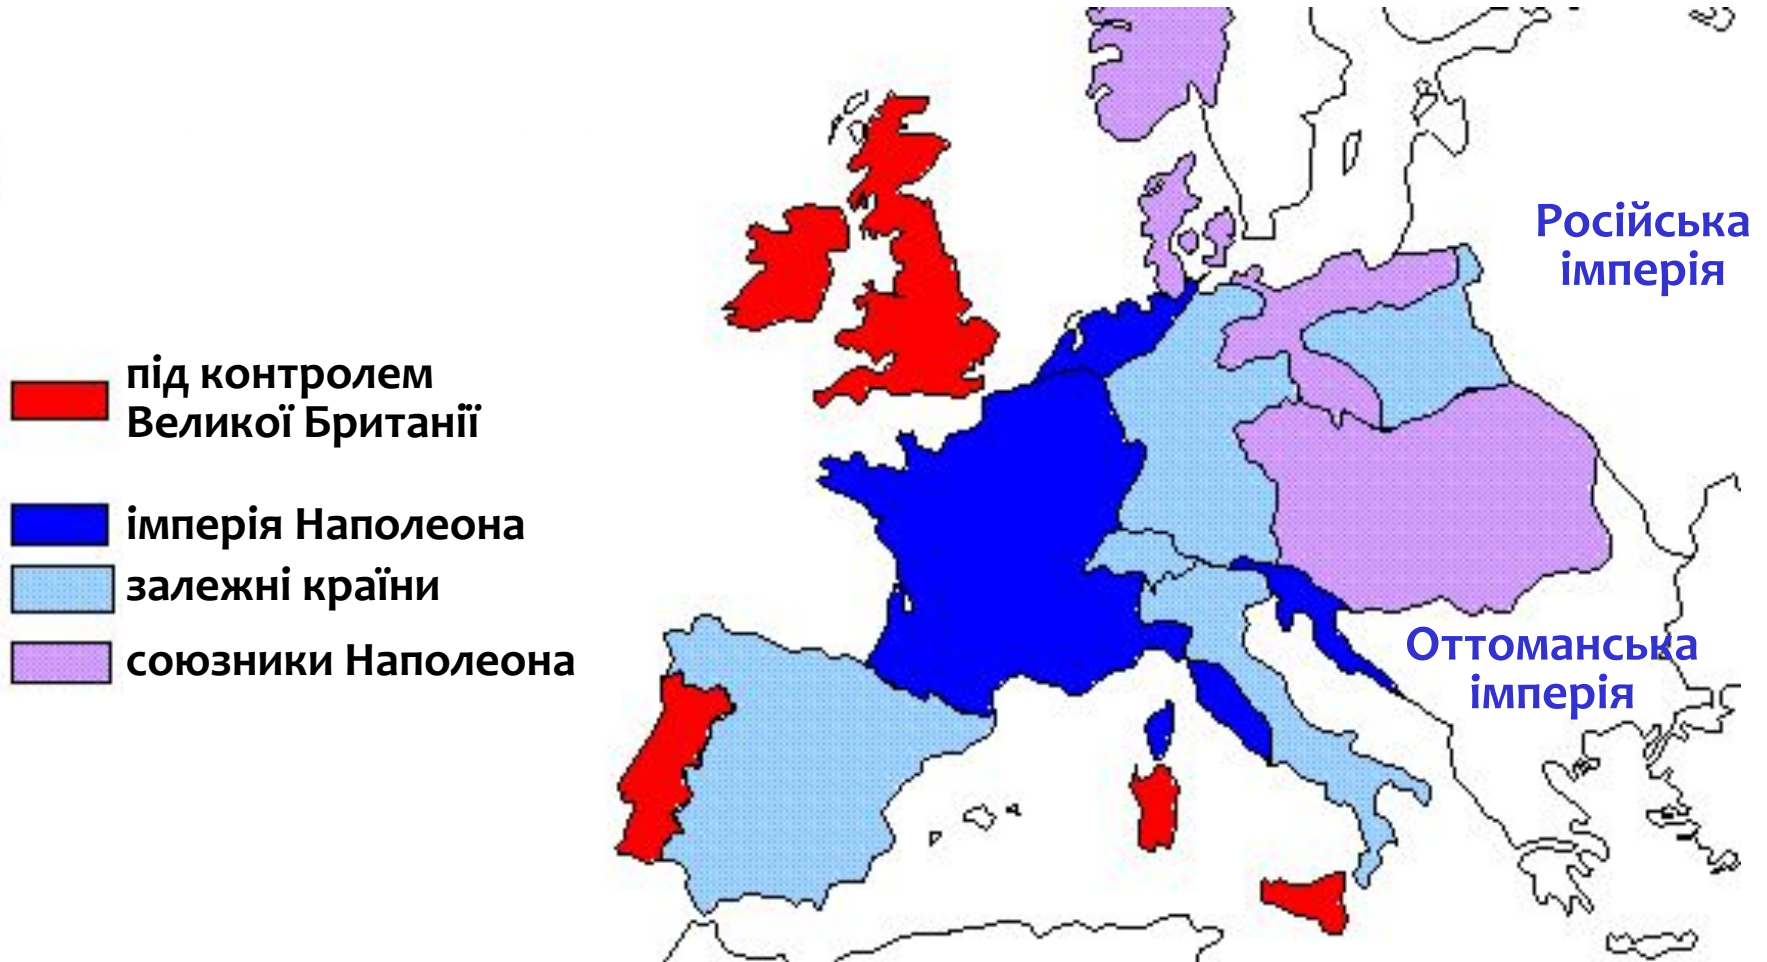 Російська
імперія
під контролем
Великої Британії
імперія Наполеона
залежні країни
союзники Наполеона
Оттоманська
імперія